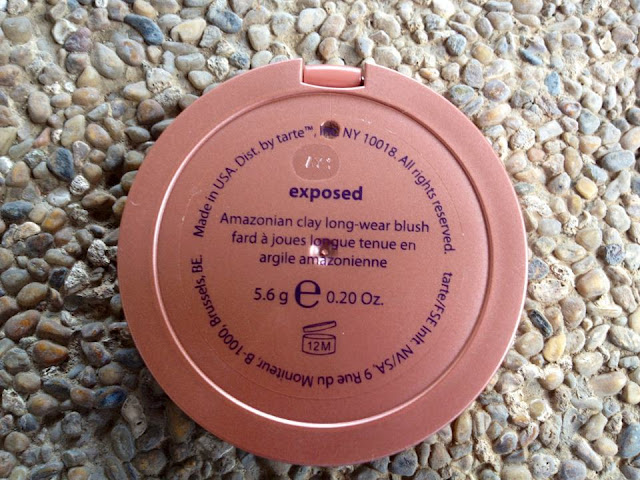 Made in USA. Dist. by tarte™, NY 10018. All rights reserved.
exposed
Amazonian clay long-wear blush
fard à joues longue tenue en
argile amazonienne
5.6 g e 0.20 Oz.
12M
tarte/FSE Inlt. NV/SA, 9 Rue du Moniteur, B-1000, Brussels, BE.